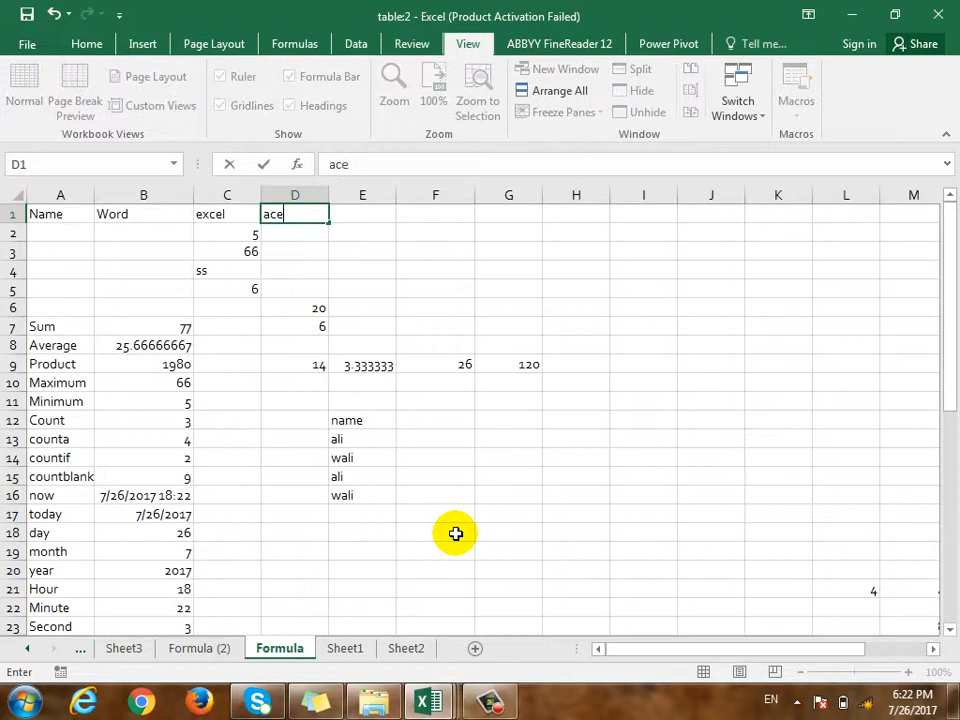 table:2 - Excel (Product Activation Failed)
File Home Insert Page Layout Formulas Data Review View ABBYY FineReader 12 Power Pivot Tell me... Sign in Share
Normal Page Break Preview Page Layout Custom Views
Workbook Views
Ruler Formula Bar
Gridlines Headings
Show
Zoom 100% Zoom to Selection
Zoom
New Window Split
Arrange All Hide
Freeze Panes Unhide
Switch Windows
Window
Macros
Macros
D1 fx ace
A B C D E F G H I J K L M
1 Name Word excel ace
2 5
3 66
4 ss
5 6
6 20
7 Sum 77 6
8 Average 25.66666667
9 Product 1980 14 3.333333 26 120
10 Maximum 66
11 Minimum 5
12 Count 3 name
13 counta 4 ali
14 countif 2 wali
15 countblank 9 ali
16 now 7/26/2017 18:22 wali
17 today 7/26/2017
18 day 26
19 month 7
20 year 2017
21 Hour 18 4
22 Minute 22
23 Second 3
... Sheet3 Formula (2) Formula Sheet1 Sheet2
Enter 100%
EN 6:22 PM
7/26/2017